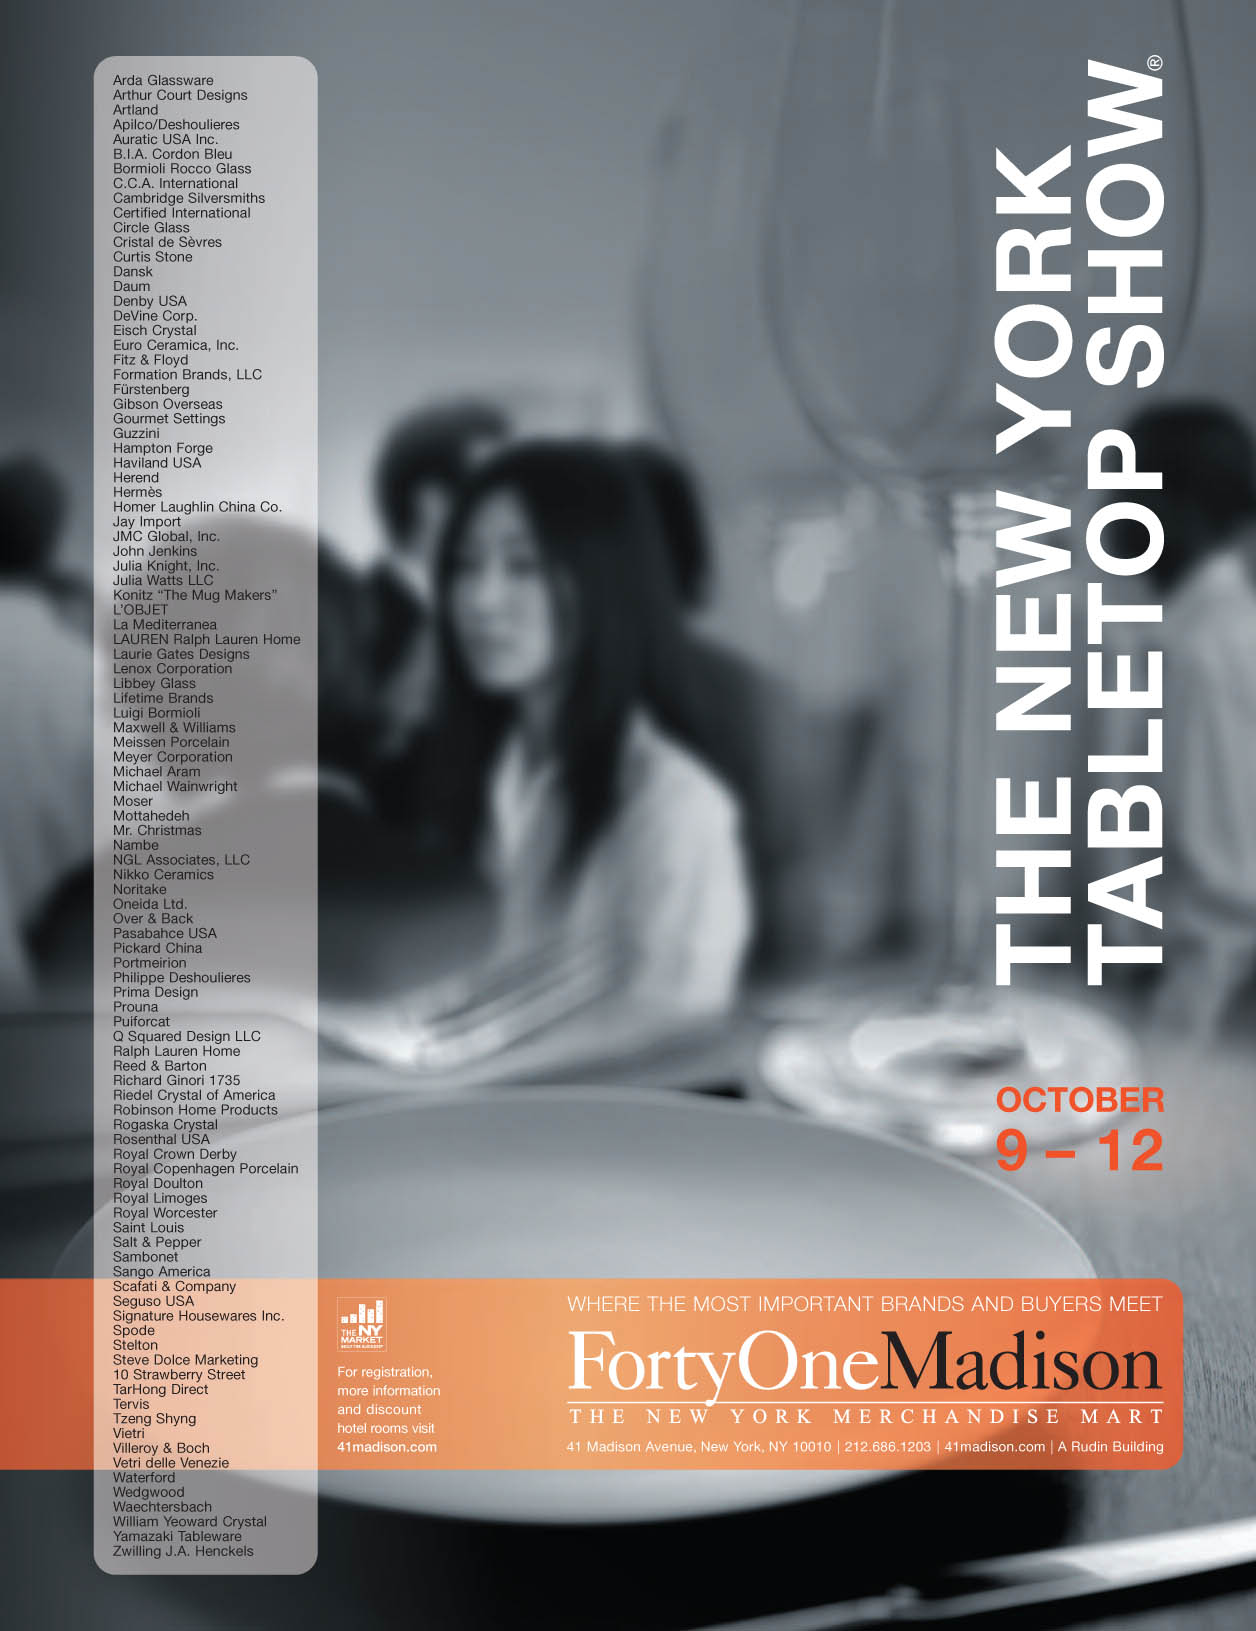 Arda Glassware
Arthur Court Designs
Artland
Apilco/Deshoulieres
Auratic USA Inc.
B.I.A. Cordon Bleu
Bormioli Rocco Glass
C.C.A. International
Cambridge Silversmiths
Certified International
Circle Glass
Cristal de Sèvres
Curtis Stone
Dansk
Daum
Denby USA
DeVine Corp.
Eisch Crystal
Euro Ceramica, Inc.
Fitz & Floyd
Formation Brands, LLC
Fürstenberg
Gibson Overseas
Gourmet Settings
Guzzini
Hampton Forge
Haviland USA
Herend
Hermès
Homer Laughlin China Co.
Jay Import
JMC Global, Inc.
John Jenkins
Julia Knight, Inc.
Julia Watts LLC
Konitz “The Mug Makers”
L’OBJET
La Mediterranea
LAUREN Ralph Lauren Home
Laurie Gates Designs
Lenox Corporation
Libbey Glass
Lifetime Brands
Luigi Bormioli
Maxwell & Williams
Meissen Porcelain
Meyer Corporation
Michael Aram
Michael Wainwright
Moser
Mottahedeh
Mr. Christmas
Nambe
NGL Associates, LLC
Nikko Ceramics
Noritake
Oneida Ltd.
Over & Back
Pasabahce USA
Pickard China
Portmeirion
Philippe Deshoulieres
Prima Design
Prouna
Puiforcat
Q Squared Design LLC
Ralph Lauren Home
Reed & Barton
Richard Ginori 1735
Riedel Crystal of America
Robinson Home Products
Rogaska Crystal
Rosenthal USA
Royal Crown Derby
Royal Copenhagen Porcelain
Royal Doulton
Royal Limoges
Royal Worcester
Saint Louis
Salt & Pepper
Sambonet
Sango America
Scafati & Company
Seguso USA
Signature Housewares Inc.
Spode
Stelton
Steve Dolce Marketing
10 Strawberry Street
TarHong Direct
Tervis
Tzeng Shyng
Vietri
Villeroy & Boch
Vetri delle Venezie
Waterford
Wedgwood
Waechtersbach
William Yeoward Crystal
Yamazaki Tableware
Zwilling J.A. Henckels
THE NEW YORK
TABLETOP SHOW®
OCTOBER
9 – 12
THE NY
MARKET
For registration,
more information
and discount
hotel rooms visit
41madison.com
WHERE THE MOST IMPORTANT BRANDS AND BUYERS MEET
FortyOneMadison
THE NEW YORK MERCHANDISE MART
41 Madison Avenue, New York, NY 10010 | 212.686.1203 | 41madison.com | A Rudin Building